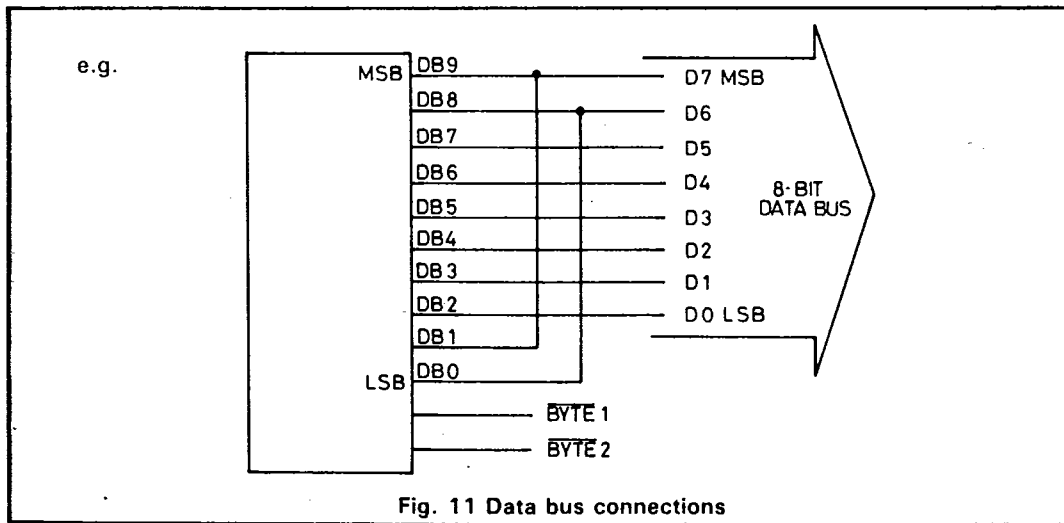 e.g.
MSB DB9 D7 MSB
DB8 D6
DB7 D5
DB6 D4
DB5 D3
DB4 D2
DB3 D1
DB2 D0 LSB
DB1
LSB DB0
8-BIT
DATA BUS
BYTE 1
BYTE 2
Fig. 11 Data bus connections